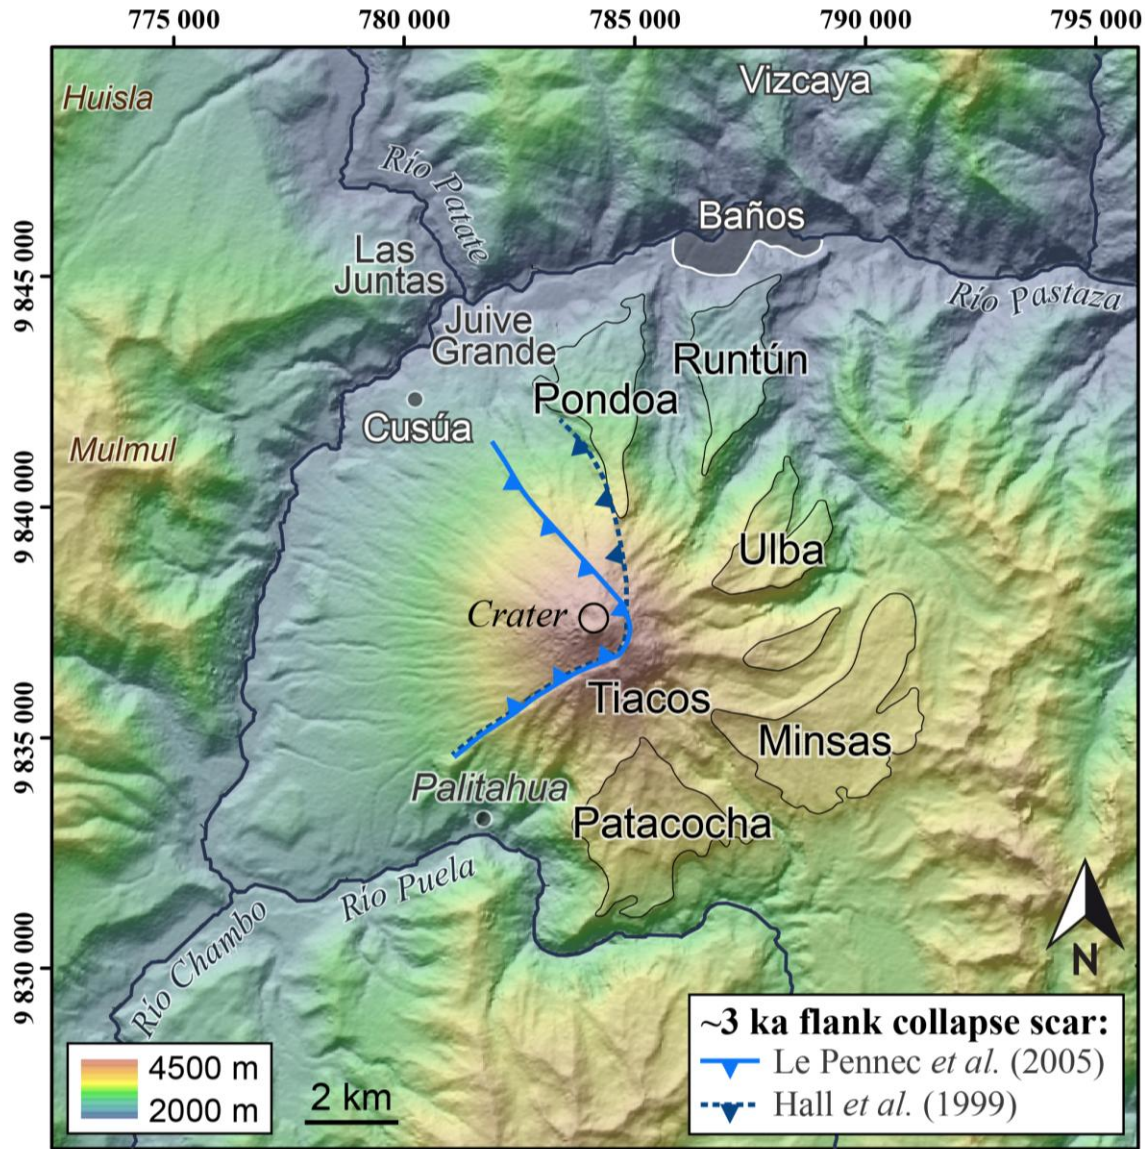 775 000
780 000
785 000
790 000
795 000
Huisla
Vizcaya
Río Patate
Baños
9 845 000
Las
Juntas
Río Pastaza
Juive
Grande
Runtún
Pondoa
Cusúa
Mulmul
9 840 000
Ulba
Crater
Tiacos
9 835 000
Minsas
Palitahua
Patacocha
Río Puela
Río Chambo
9 830 000
N
~3 ka flank collapse scar:
Le Pennec et al. (2005)
Hall et al. (1999)
4500 m
2000 m
2 km